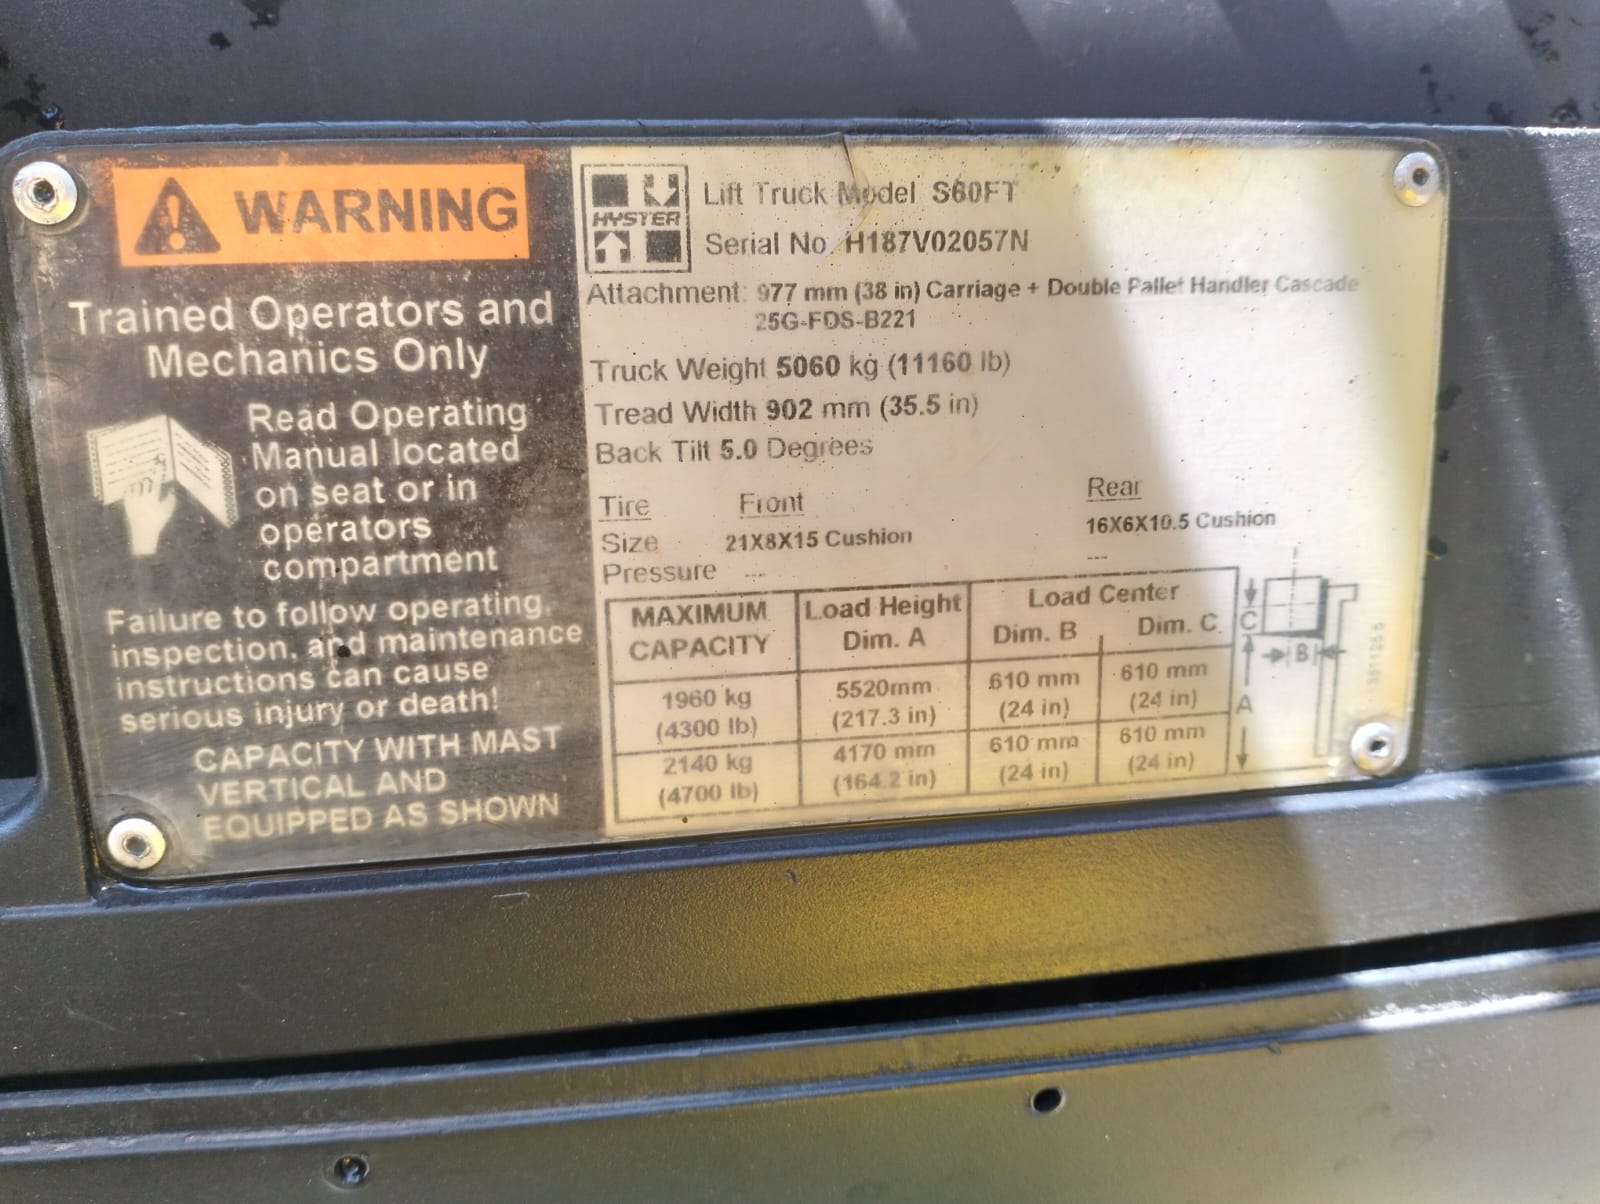 WARNING
Trained Operators and
Mechanics Only
Read Operating
Manual located
on seat or in
operators
compartment
Failure to follow operating,
inspection, and maintenance
instructions can cause
serious injury or death!
CAPACITY WITH MAST
VERTICAL AND
EQUIPPED AS SHOWN
HYSTER
Lift Truck Model S60FT
Serial No. H187V02057N
Attachment: 977 mm (38 in) Carriage + Double Pallet Handler Cascade
25G-FDS-B221
Truck Weight 5060 kg (11160 lb)
Tread Width 902 mm (35.5 in)
Back Tilt 5.0 Degrees
Tire Front Rear
Size 21X8X15 Cushion 16X6X10.5 Cushion
Pressure --- ---
MAXIMUM CAPACITY Load Height Dim. A Load Center Dim. B Dim. C
1960 kg 5520mm 610 mm 610 mm
(4300 lb) (217.3 in) (24 in) (24 in)
2140 kg 4170 mm 610 mm 610 mm
(4700 lb) (164.2 in) (24 in) (24 in)
C
B
A